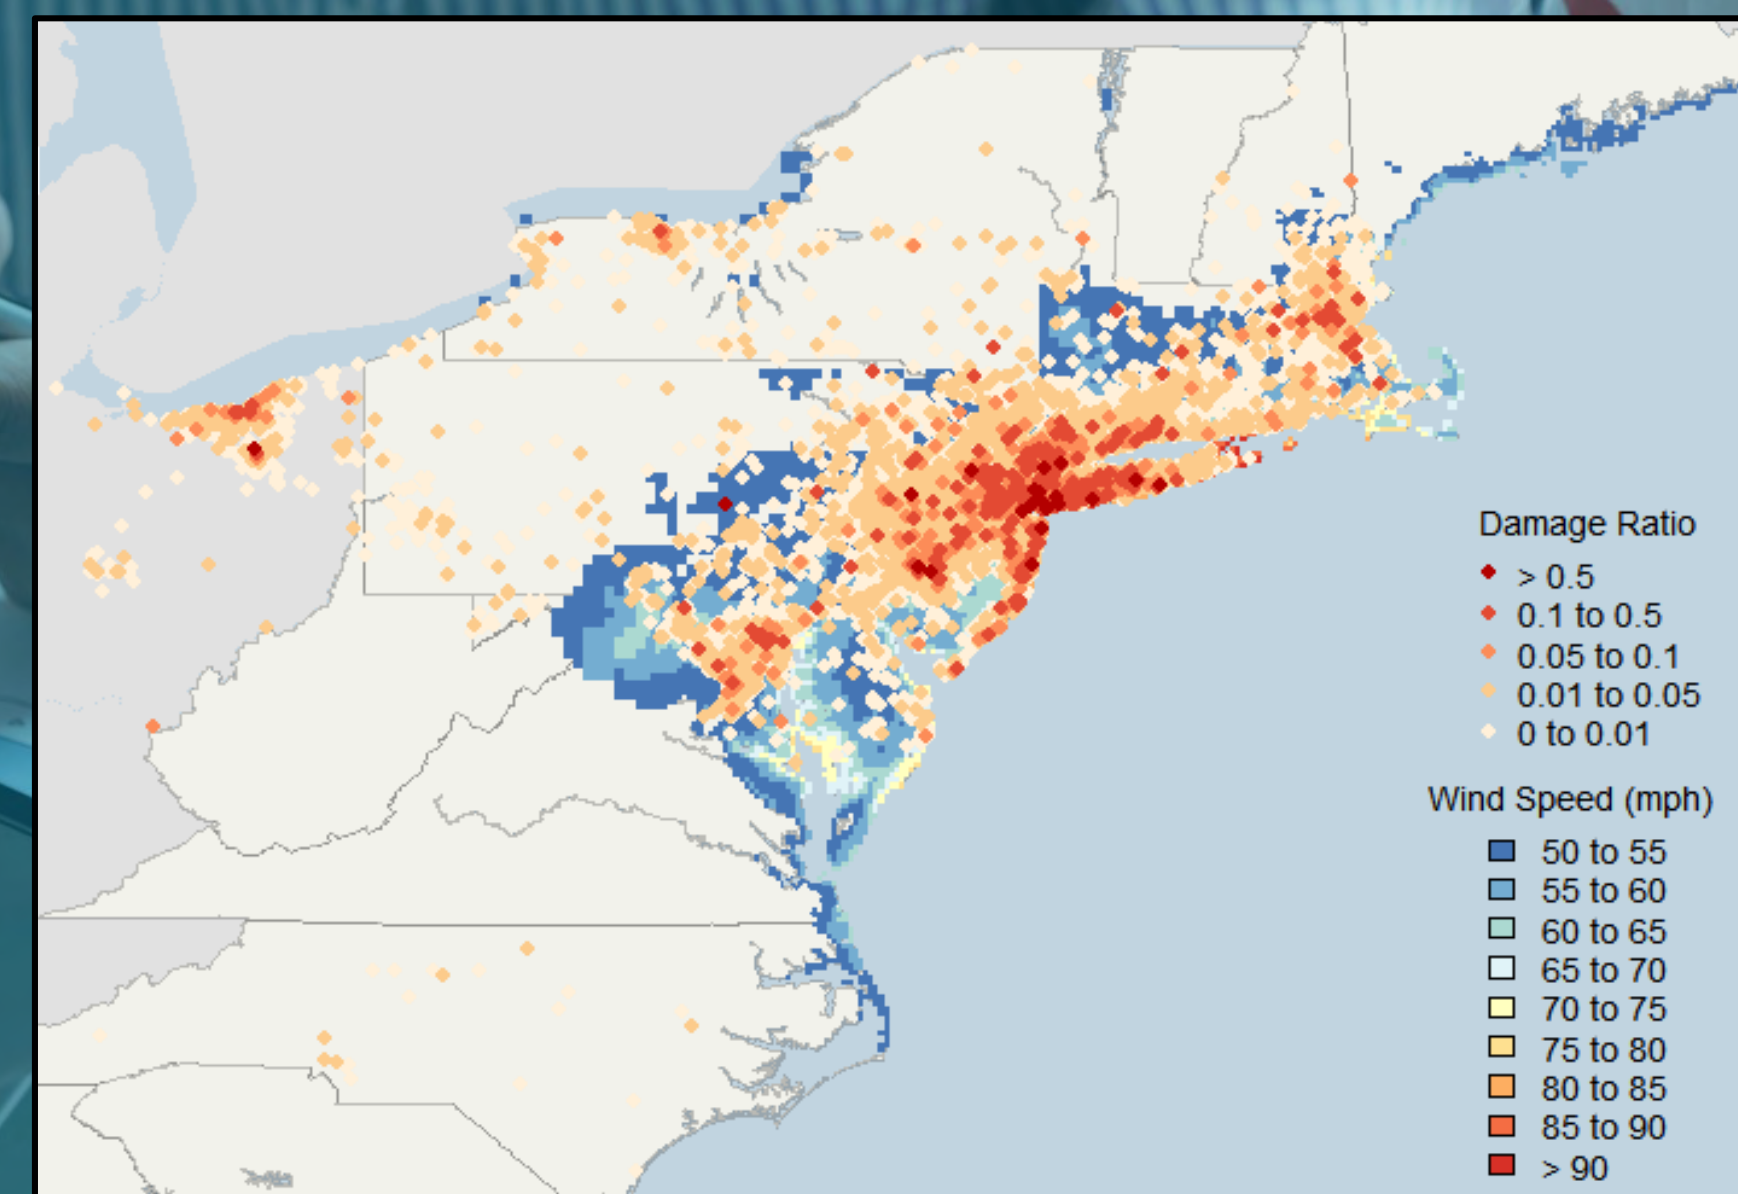 Damage Ratio
> 0.5
0.1 to 0.5
0.05 to 0.1
0.01 to 0.05
0 to 0.01
Wind Speed (mph)
50 to 55
55 to 60
60 to 65
65 to 70
70 to 75
75 to 80
80 to 85
85 to 90
> 90